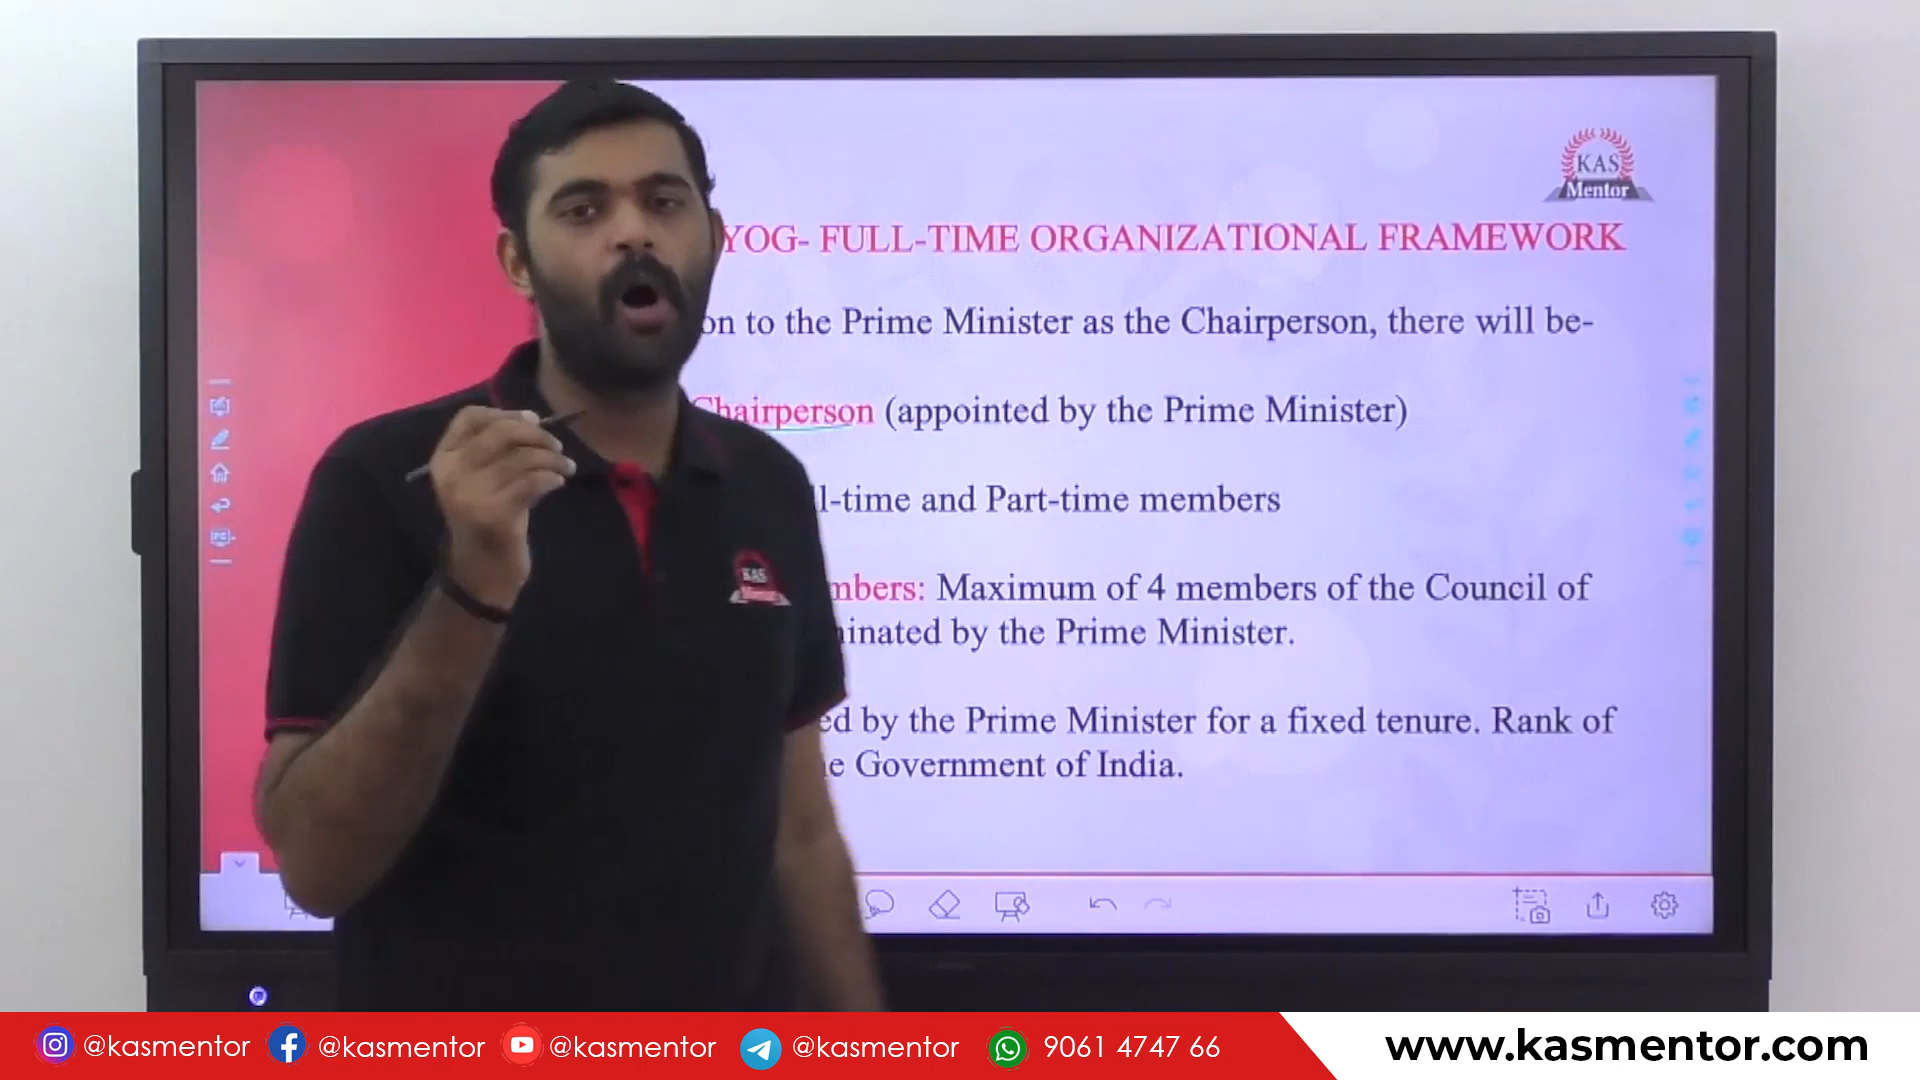 KAS
Mentor
YOG- FULL-TIME ORGANIZATIONAL FRAMEWORK
on to the Prime Minister as the Chairperson, there will be-
Chairperson (appointed by the Prime Minister)
ll-time and Part-time members
mbers: Maximum of 4 members of the Council of
minated by the Prime Minister.
ed by the Prime Minister for a fixed tenure. Rank of
e Government of India.
KAS
Mentor
@kasmentor @kasmentor @kasmentor @kasmentor 9061 4747 66
www.kasmentor.com